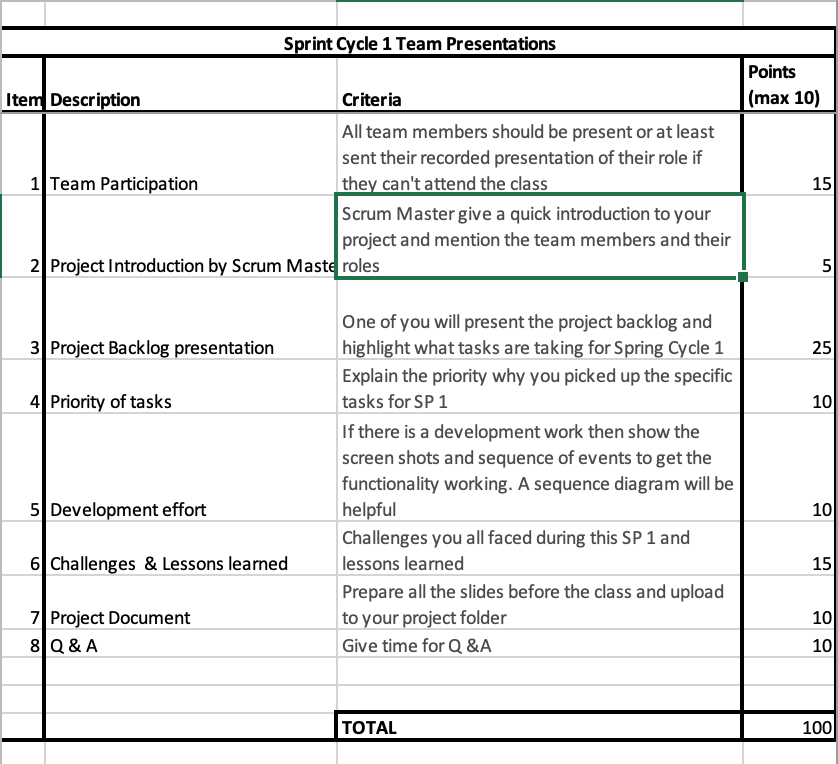 Sprint Cycle 1 Team Presentations
Points
Item Description Criteria (max 10)
All team members should be present or at least
sent their recorded presentation of their role if
1 Team Participation they can't attend the class 15
Scrum Master give a quick introduction to your
project and mention the team members and their
2 Project Introduction by Scrum Maste roles 5
One of you will present the project backlog and
3 Project Backlog presentation highlight what tasks are taking for Spring Cycle 1 25
Explain the priority why you picked up the specific
4 Priority of tasks tasks for SP 1 10
If there is a development work then show the
screen shots and sequence of events to get the
functionality working. A sequence diagram will be
5 Development effort helpful 10
Challenges you all faced during this SP 1 and
6 Challenges & Lessons learned lessons learned 15
Prepare all the slides before the class and upload
7 Project Document to your project folder 10
8 Q & A Give time for Q &A 10
TOTAL 100